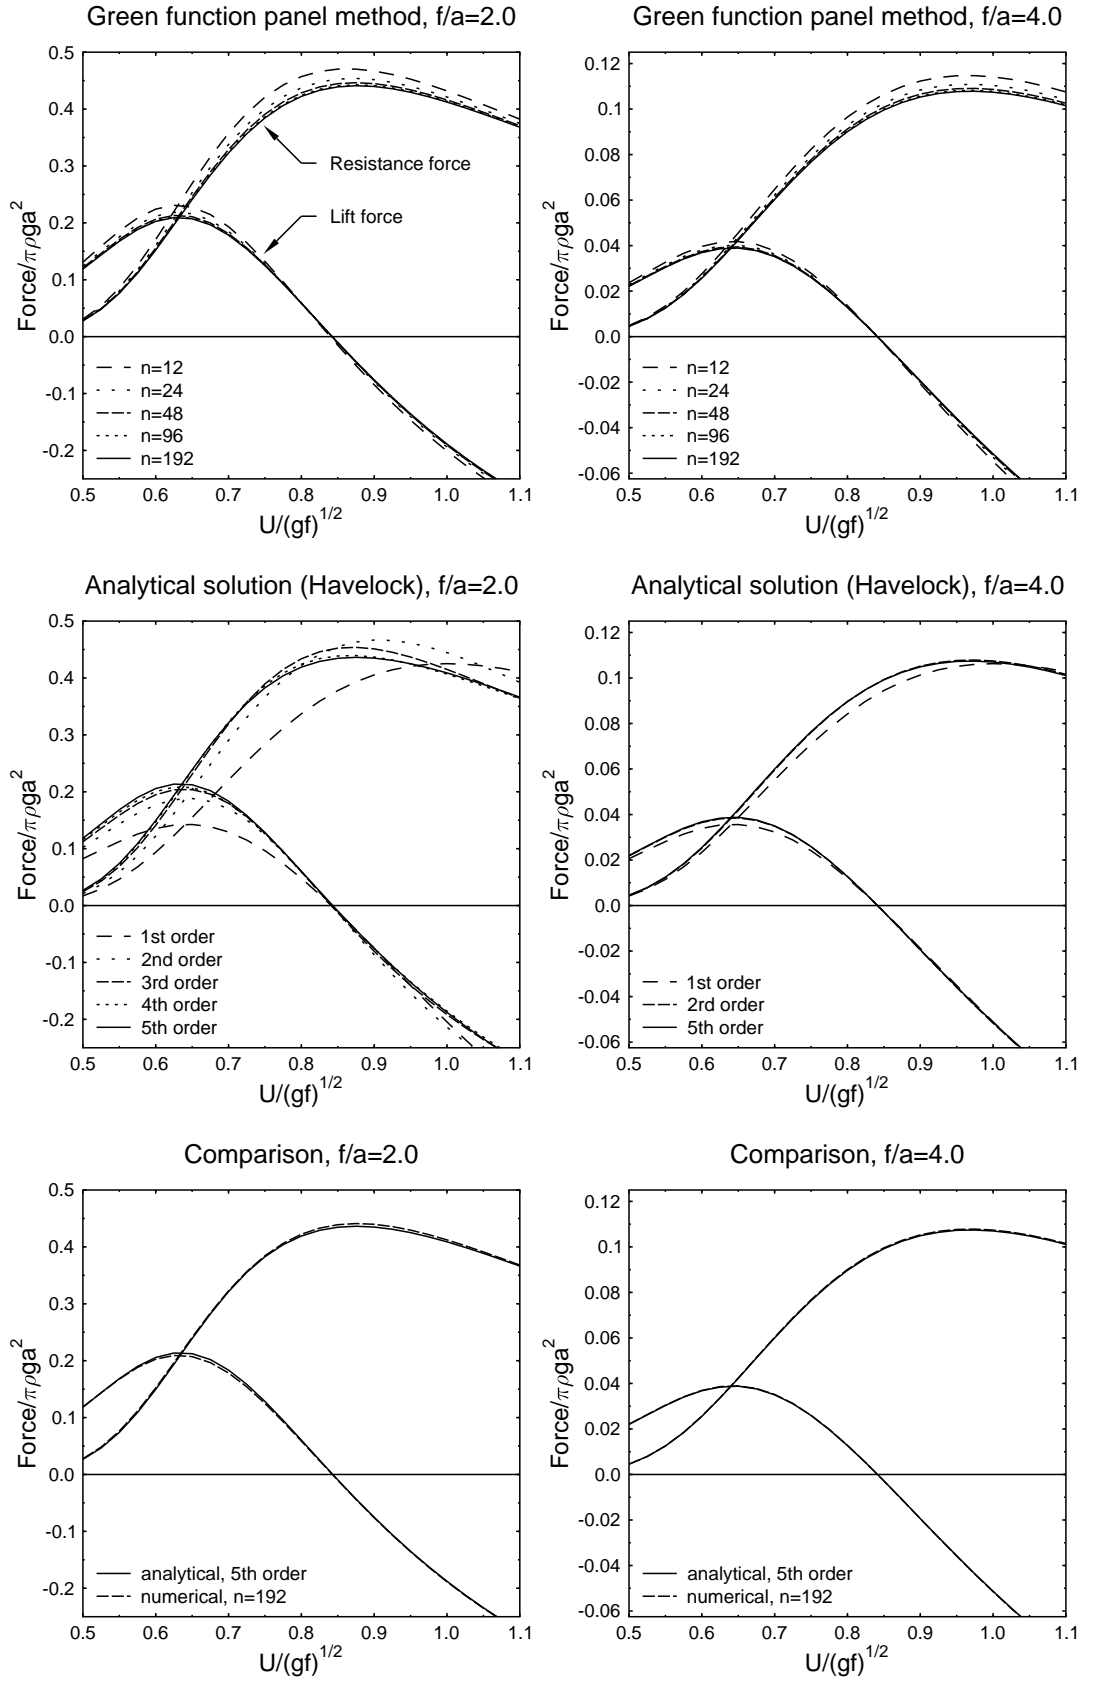 Green function panel method, f/a=2.0
Force/πρga²
0.5
0.4
0.3
0.2
0.1
0.0
-0.1
-0.2
Resistance force
Lift force
n=12
n=24
n=48
n=96
n=192
0.5 0.6 0.7 0.8 0.9 1.0 1.1
U/(gf)^1/2
Green function panel method, f/a=4.0
Force/πρga²
0.12
0.1
0.08
0.06
0.04
0.02
0.0
-0.02
-0.04
-0.06
n=12
n=24
n=48
n=96
n=192
0.5 0.6 0.7 0.8 0.9 1.0 1.1
U/(gf)^1/2
Analytical solution (Havelock), f/a=2.0
Force/πρga²
0.5
0.4
0.3
0.2
0.1
0.0
-0.1
-0.2
1st order
2nd order
3rd order
4th order
5th order
0.5 0.6 0.7 0.8 0.9 1.0 1.1
U/(gf)^1/2
Analytical solution (Havelock), f/a=4.0
Force/πρga²
0.12
0.1
0.08
0.06
0.04
0.02
0.0
-0.02
-0.04
-0.06
1st order
2rd order
5th order
0.5 0.6 0.7 0.8 0.9 1.0 1.1
U/(gf)^1/2
Comparison, f/a=2.0
Force/πρga²
0.5
0.4
0.3
0.2
0.1
0.0
-0.1
-0.2
analytical, 5th order
numerical, n=192
0.5 0.6 0.7 0.8 0.9 1.0 1.1
U/(gf)^1/2
Comparison, f/a=4.0
Force/πρga²
0.12
0.1
0.08
0.06
0.04
0.02
0.0
-0.02
-0.04
-0.06
analytical, 5th order
numerical, n=192
0.5 0.6 0.7 0.8 0.9 1.0 1.1
U/(gf)^1/2